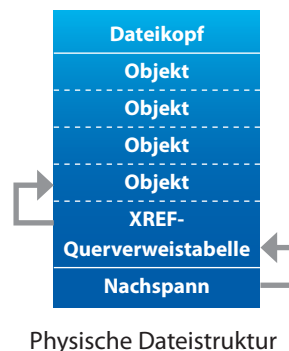 Dateikopf
Objekt
Objekt
Objekt
Objekt
XREF-
Querverweistabelle
Nachspann
Physische Dateistruktur